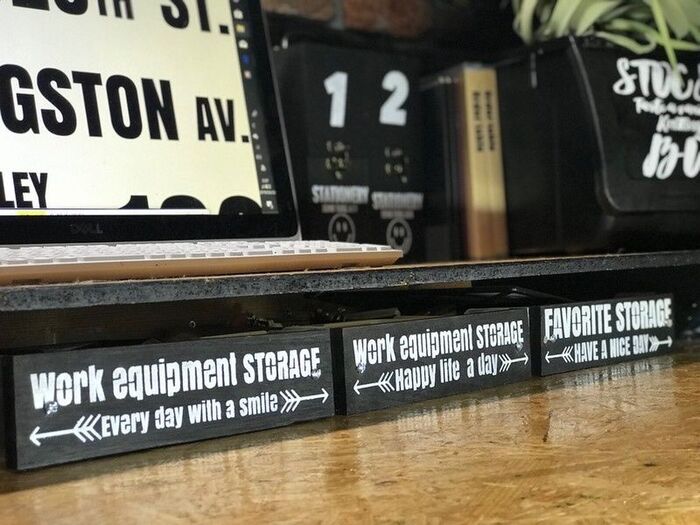 ST.
GSTON AV.
LEY
DELL
1 2
STATIONERY
STATIONERY
STOC
Work equipment STORAGE
Every day with a smile
Work equipment STORAGE
Happy life a day
FAVORITE STORAGE
HAVE A NICE DAY